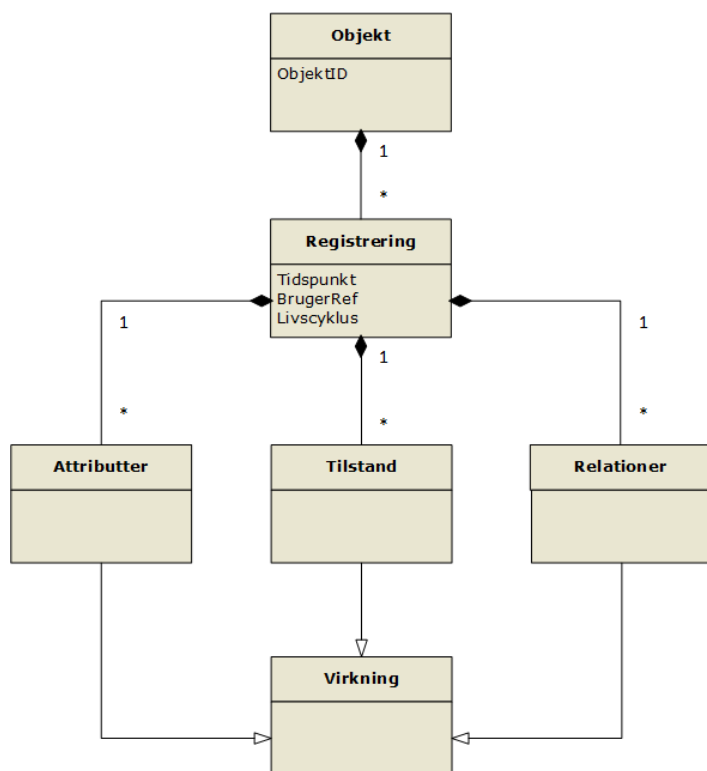 Objekt
ObjektID
1
*
Registrering
Tidspunkt
BrugerRef
Livscyklus
1
1
1
*
*
*
Attributter
Tilstand
Relationer
Virkning